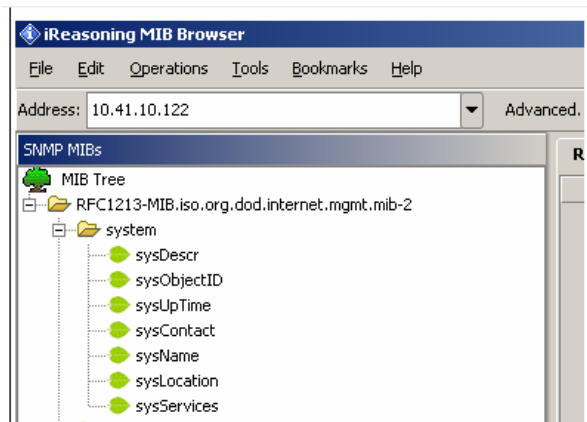 iReasoning MIB Browser
File Edit Operations Tools Bookmarks Help
Address: 10.41.10.122 Advanced.
SNMP MIBs
R
MIB Tree
RFC1213-MIB.iso.org.dod.internet.mgmt.mib-2
system
sysDescr
sysObjectID
sysUpTime
sysContact
sysName
sysLocation
sysServices